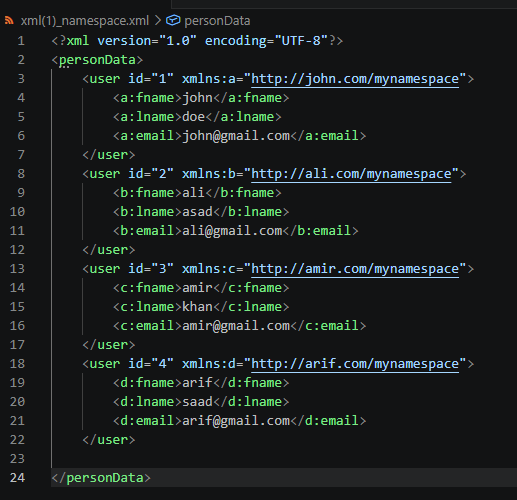 xml(1)_namespace.xml > personData
1 <?xml version="1.0" encoding="UTF-8"?>
2 <personData>
3 <user id="1" xmlns:a="http://john.com/mynamespace">
4 <a:fname>john</a:fname>
5 <a:lname>doe</a:lname>
6 <a:email>john@gmail.com</a:email>
7 </user>
8 <user id="2" xmlns:b="http://ali.com/mynamespace">
9 <b:fname>ali</b:fname>
10 <b:lname>asad</b:lname>
11 <b:email>ali@gmail.com</b:email>
12 </user>
13 <user id="3" xmlns:c="http://amir.com/mynamespace">
14 <c:fname>amir</c:fname>
15 <c:lname>khan</c:lname>
16 <c:email>amir@gmail.com</c:email>
17 </user>
18 <user id="4" xmlns:d="http://arif.com/mynamespace">
19 <d:fname>arif</d:fname>
20 <d:lname>saad</d:lname>
21 <d:email>arif@gmail.com</d:email>
22 </user>
23
24 </personData>